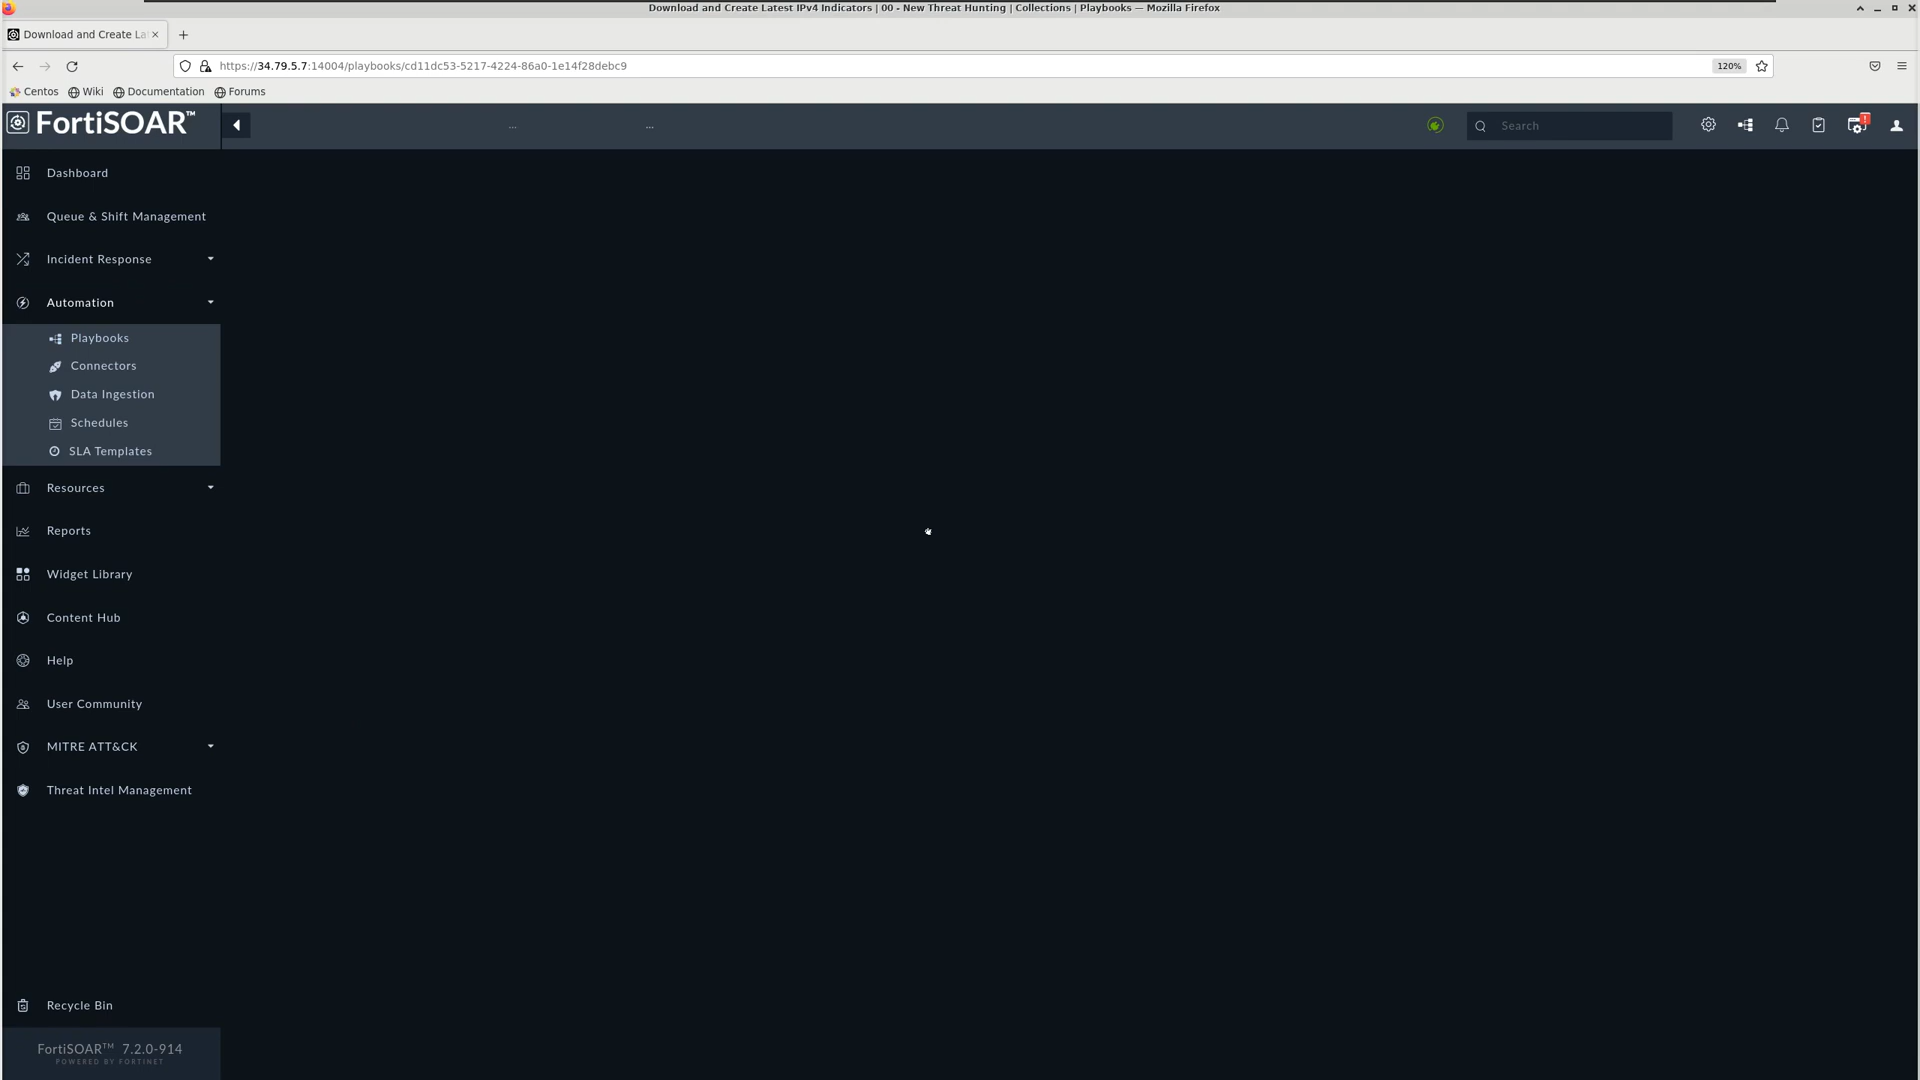 Download and Create Latest IPv4 Indicators | 00 - New Threat Hunting | Collections | Playbooks — Mozilla Firefox
Download and Create La
https://34.79.5.7:14004/playbooks/cd11dc53-5217-4224-86a0-1e14f28debc9
120%
Centos
Wiki
Documentation
Forums
FortiSOAR™
...
...
Search
!
Dashboard
Queue & Shift Management
Incident Response
Automation
Playbooks
Connectors
Data Ingestion
Schedules
SLA Templates
Resources
Reports
Widget Library
Content Hub
Help
User Community
MITRE ATT&CK
Threat Intel Management
Recycle Bin
FortiSOAR™ 7.2.0-914
POWERED BY FORTINET